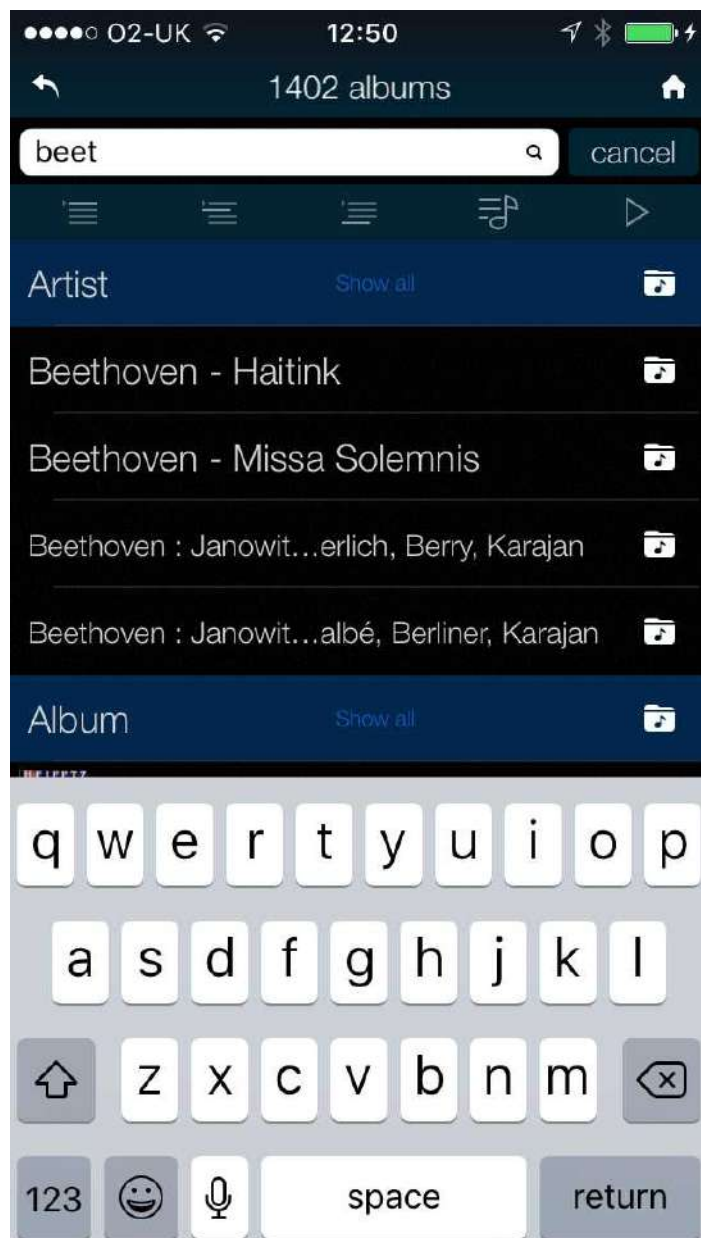 O2-UK 12:50
1402 albums
beet cancel
Artist Show all
Beethoven - Haitink
Beethoven - Missa Solemnis
Beethoven : Janowit...erlich, Berry, Karajan
Beethoven : Janowit...albé, Berliner, Karajan
Album Show all
q w e r t y u i o p
a s d f g h j k l
z x c v b n m
123 space return